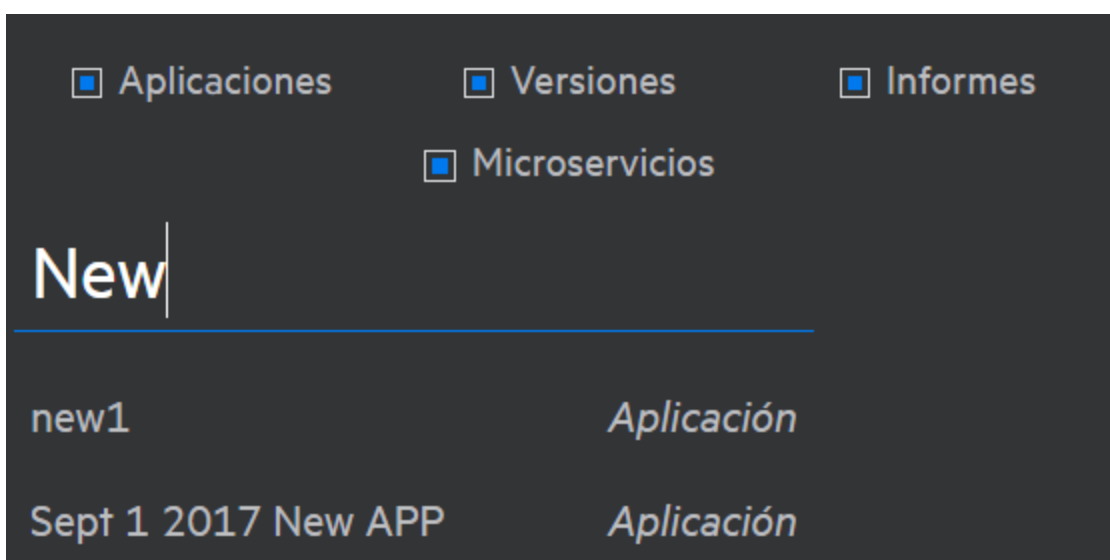 Aplicaciones Versiones Informes
Microservicios
New
new1 Aplicación
Sept 1 2017 New APP Aplicación